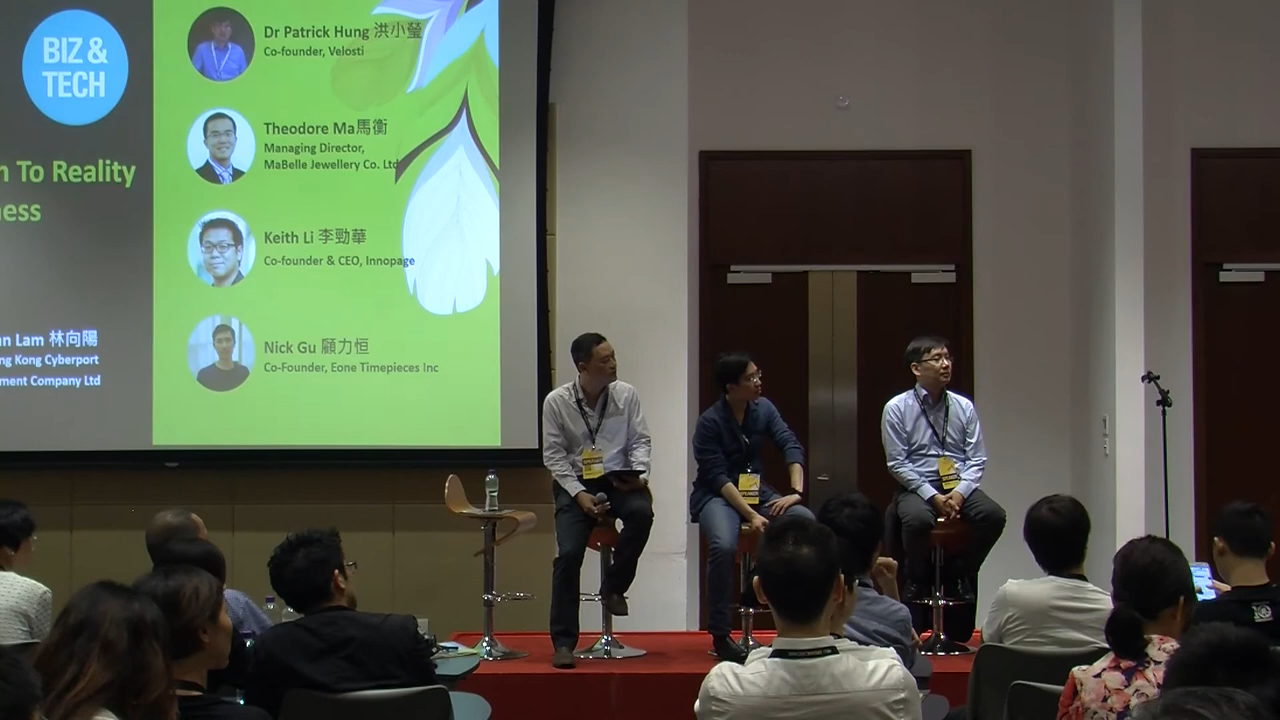 BIZ &
TECH
n To Reality
ness
an Lam 林向陽
ng Kong Cyberport
ment Company Ltd
Dr Patrick Hung 洪小瑩
Co-founder, Velosti
Theodore Ma馬衡
Managing Director,
MaBelle Jewellery Co. Ltd
Keith Li 李勁華
Co-founder & CEO, Innopage
Nick Gu 顧力恒
Co-Founder, Eone Timepieces Inc